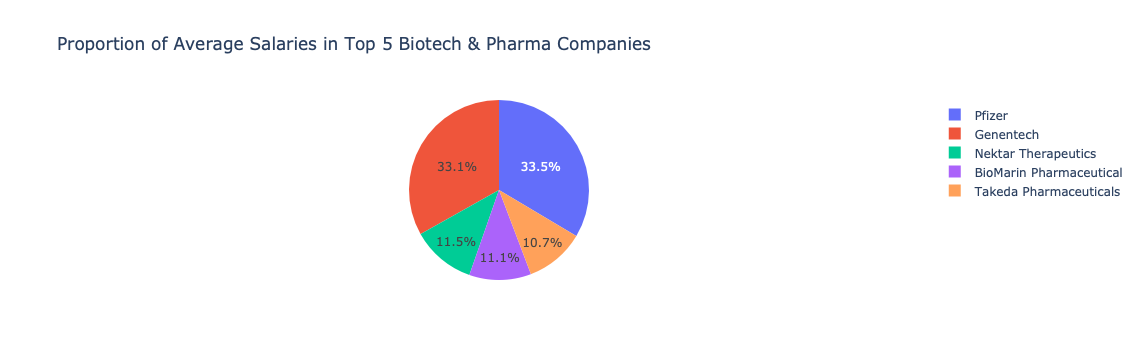 Proportion of Average Salaries in Top 5 Biotech & Pharma Companies
Pfizer
Genentech
Nektar Therapeutics
BioMarin Pharmaceutical
Takeda Pharmaceuticals
33.1%
33.5%
11.5%
10.7%
11.1%